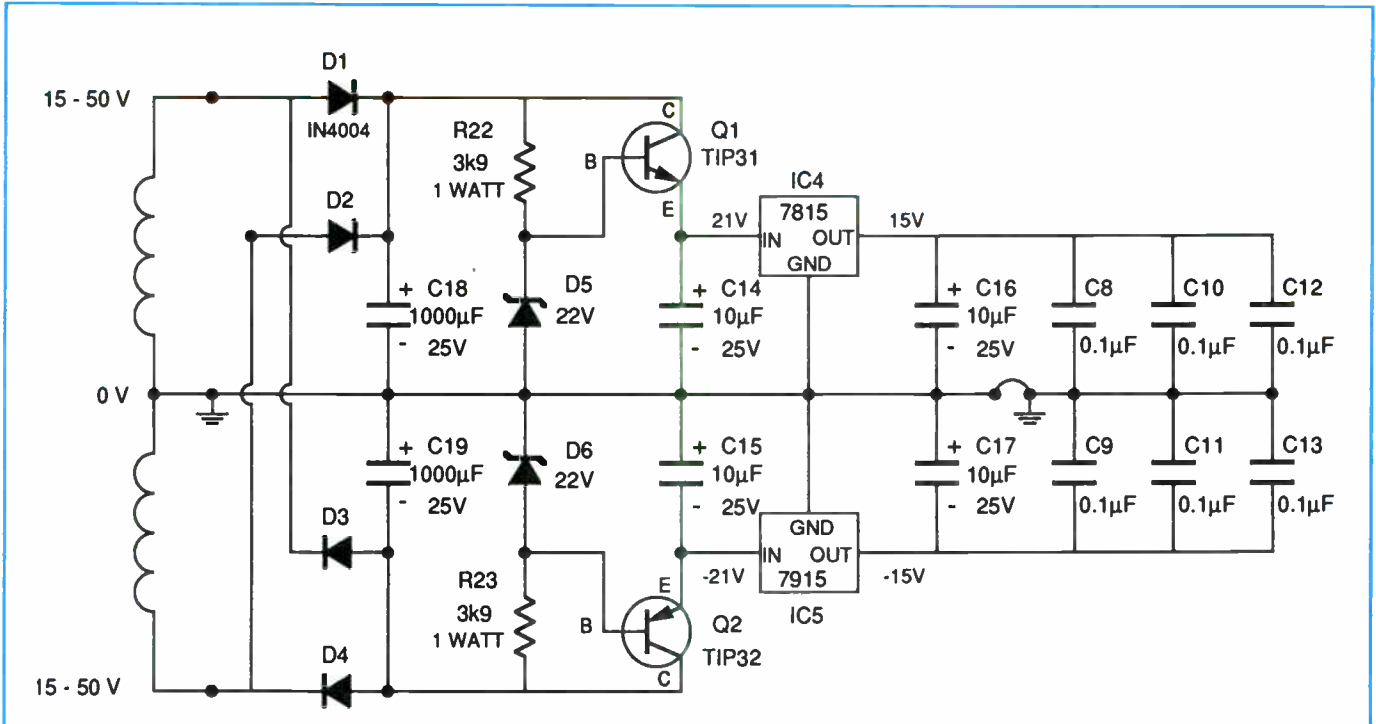 D1
15 - 50 V
IN4004
D2
R22
3k9
1 WATT
C
B
E
Q1
TIP31
IC4
7815
IN OUT
GND
21V
15V
+ C18
1000µF
- 25V
D5
22V
+ C14
10µF
- 25V
+ C16
10µF
- 25V
C8
0.1µF
C10
0.1µF
C12
0.1µF
0 V
+ C19
1000µF
- 25V
D6
22V
+ C15
10µF
- 25V
+ C17
10µF
- 25V
C9
0.1µF
C11
0.1µF
C13
0.1µF
D3
R23
3k9
1 WATT
GND
IN OUT
7915
IC5
-21V
-15V
E
B
C
Q2
TIP32
D4
15 - 50 V